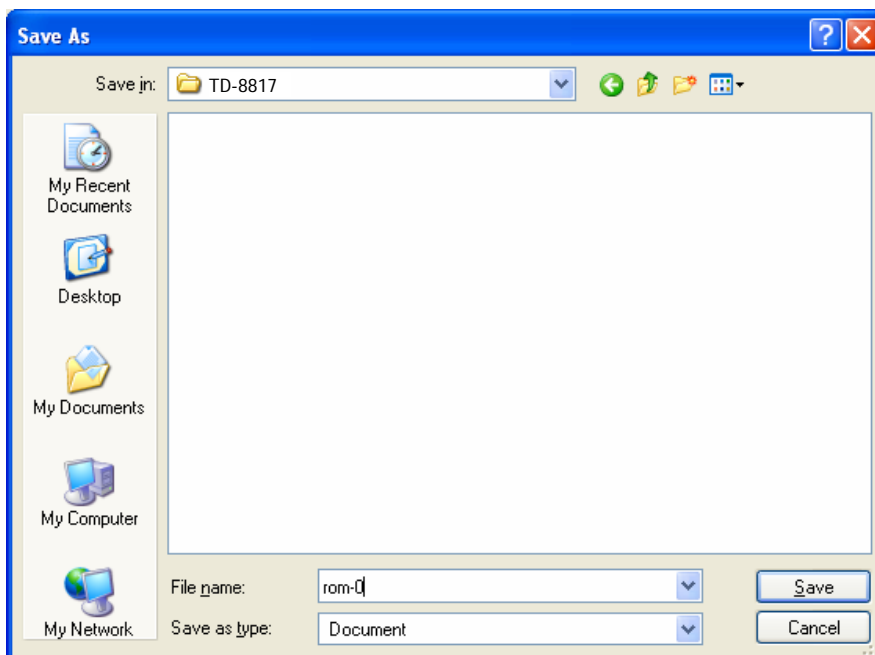 Save As
Save in: TD-8817
My Recent
Documents
Desktop
My Documents
My Computer
My Network
File name: rom-0
Save as type: Document
Save
Cancel